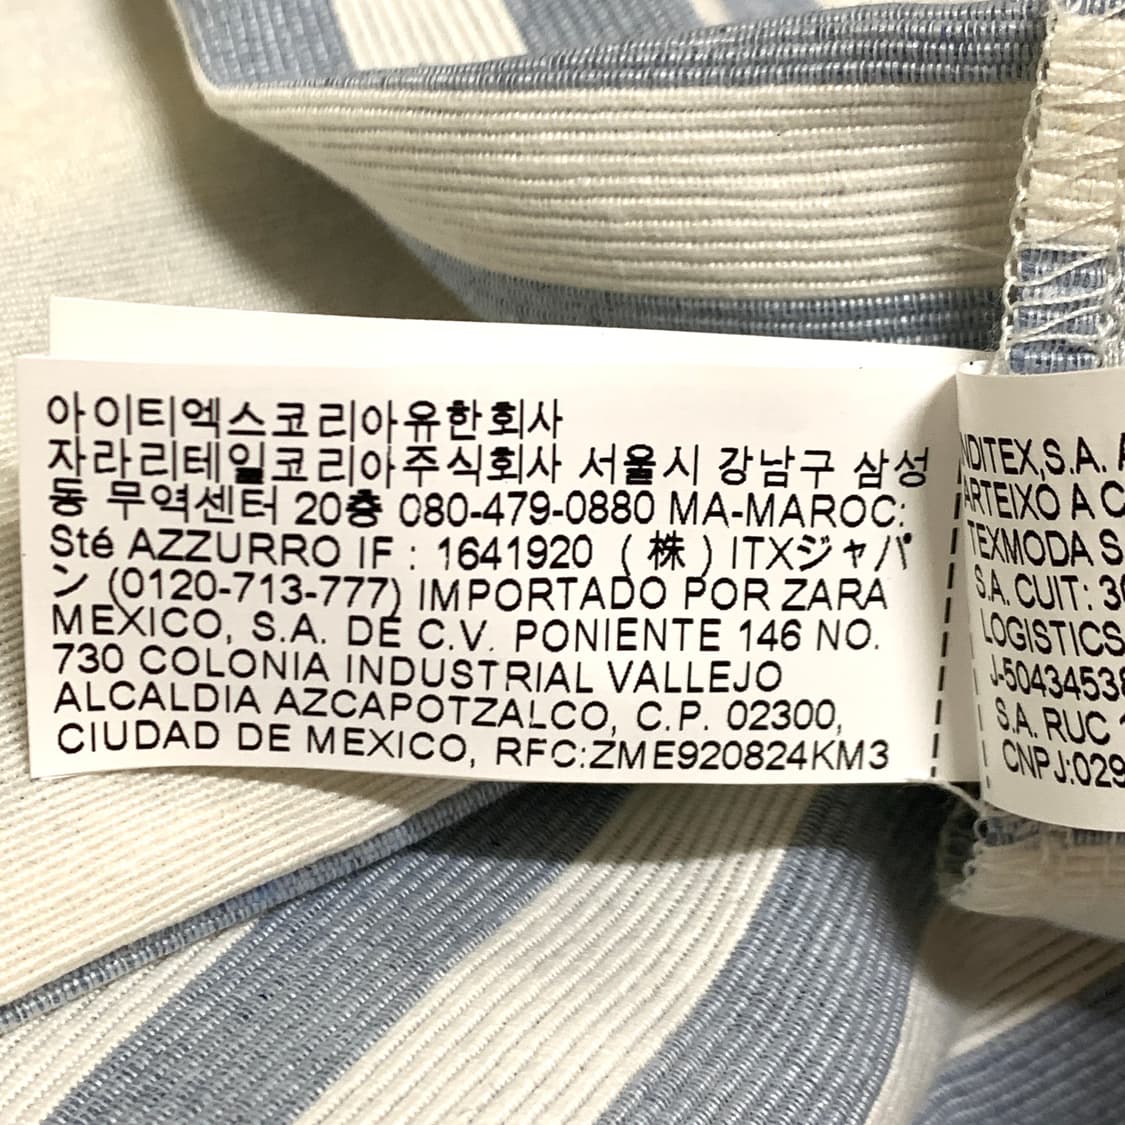 아이티엑스코리아유한회사
자라리테일코리아주식회사 서울시 강남구 삼성
동 무역센터 20층 080-479-0880 MA-MAROC:
Sté AZZURRO IF : 1641920 (株) ITXジャパ
ン (0120-713-777) IMPORTADO POR ZARA
MEXICO, S.A. DE C.V. PONIENTE 146 NO.
730 COLONIA INDUSTRIAL VALLEJO
ALCALDIA AZCAPOTZALCO, C.P. 02300,
CIUDAD DE MEXICO, RFC:ZME920824KM3
NDITEX,S.A.
ARTEIXO A C
TEXMODA S
S.A. CUIT: 3
LOGISTICS
J-5043453
S.A. RUC
CNPJ:029